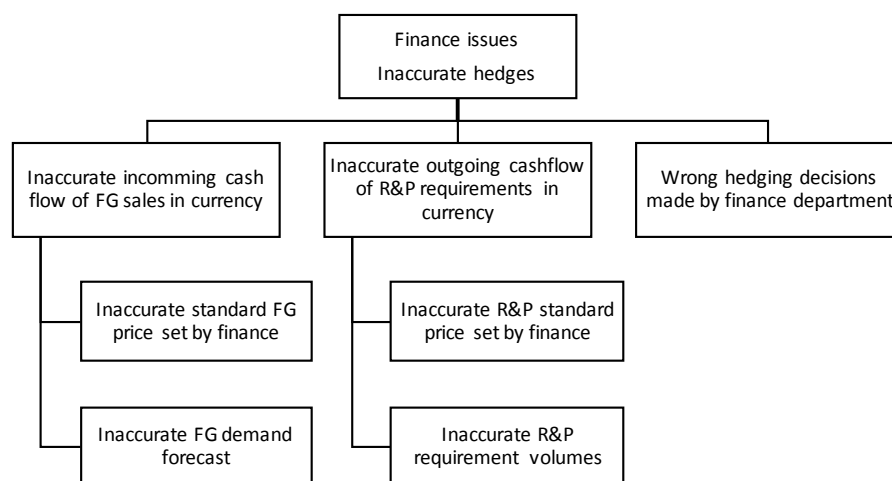 Finance issues
Inaccurate hedges
Inaccurate incomming cash
flow of FG sales in currency
Inaccurate outgoing cashflow
of R&P requirements in
currency
Wrong hedging decisions
made by finance department
Inaccurate standard FG
price set by finance
Inaccurate R&P standard
price set by finance
Inaccurate FG demand
forecast
Inaccurate R&P
requirement volumes